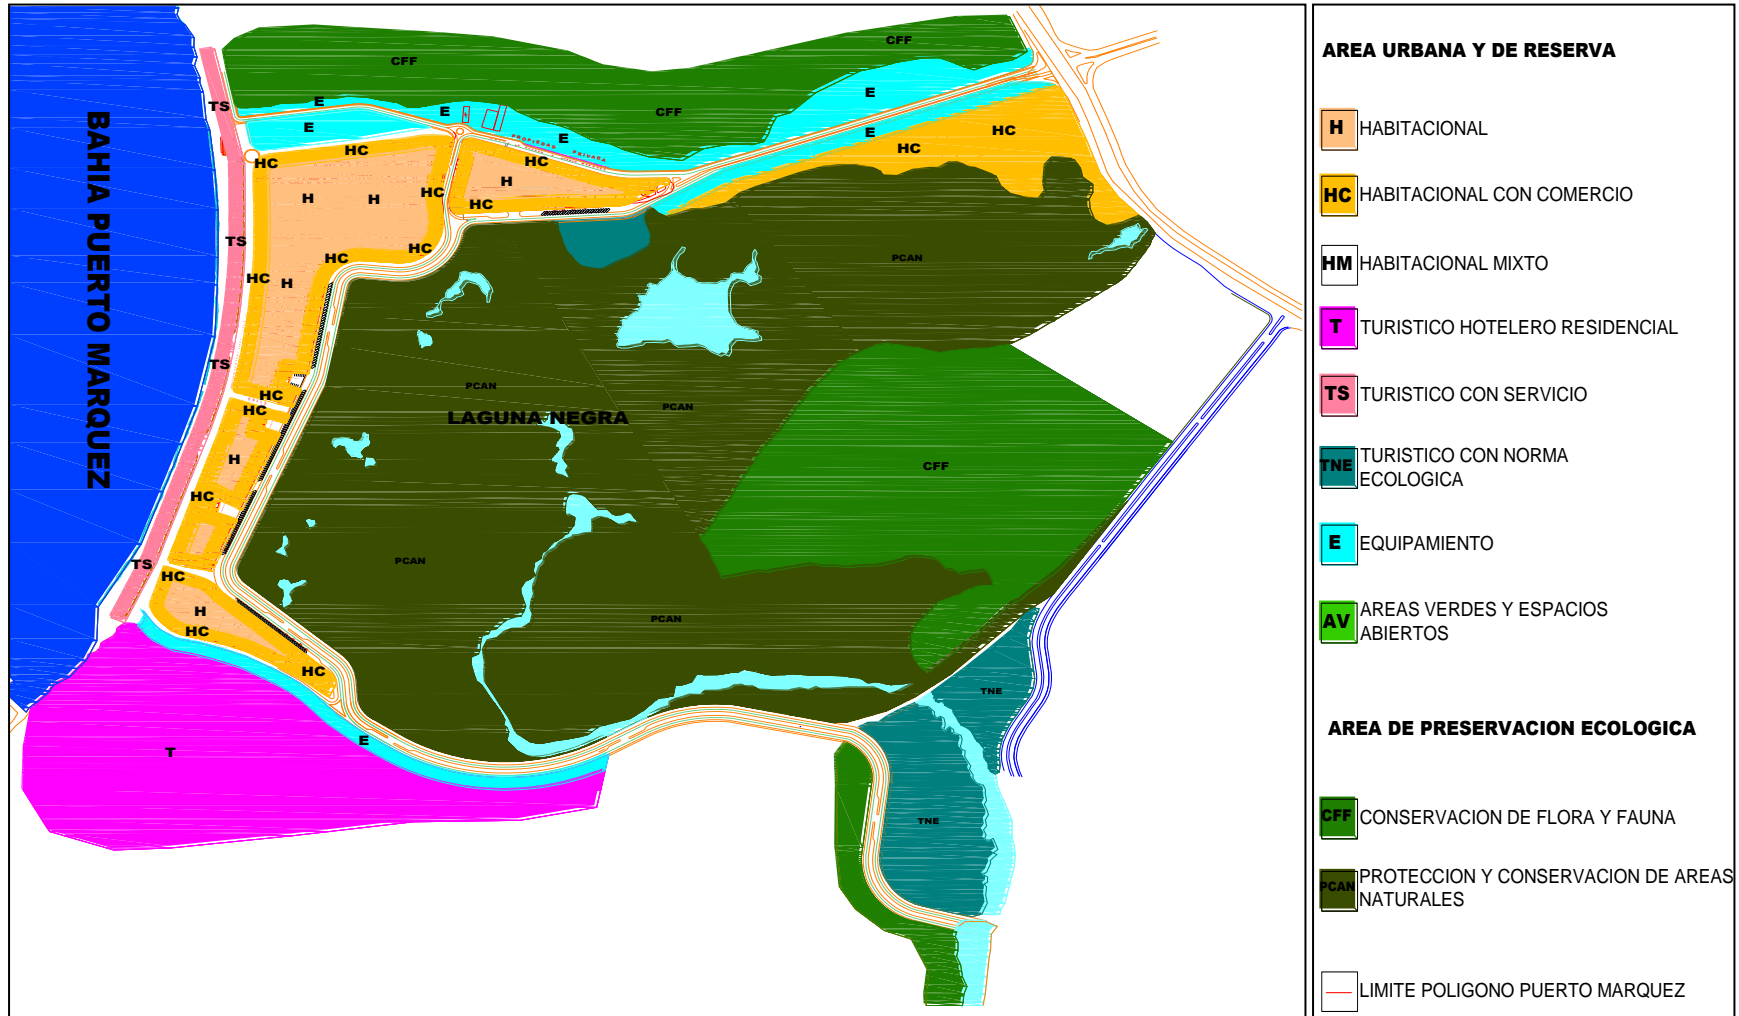 CFF
CFF
TS
E
E
E
CFF
E
E
PROPIEDAD PRIVADA
E
E
HC
HC
BAHIA PUERTO MARQUEZ
HC
HC
HC
H
H
H
HC
HC
TS
HC
HC
HC
H
PCAN
TS
PCAN
HC
HC
PCAN
LAGUNA NEGRA
H
CFF
HC
PCAN
TS
HC
H
PCAN
HC
HC
TNE
E
T
TNE
AREA URBANA Y DE RESERVA
H HABITACIONAL
HC HABITACIONAL CON COMERCIO
HM HABITACIONAL MIXTO
T TURISTICO HOTELERO RESIDENCIAL
TS TURISTICO CON SERVICIO
TNE TURISTICO CON NORMA
ECOLOGICA
E EQUIPAMIENTO
AV AREAS VERDES Y ESPACIOS
ABIERTOS
AREA DE PRESERVACION ECOLOGICA
CFF CONSERVACION DE FLORA Y FAUNA
PCAN PROTECCION Y CONSERVACION DE AREAS
NATURALES
LIMITE POLIGONO PUERTO MARQUEZ